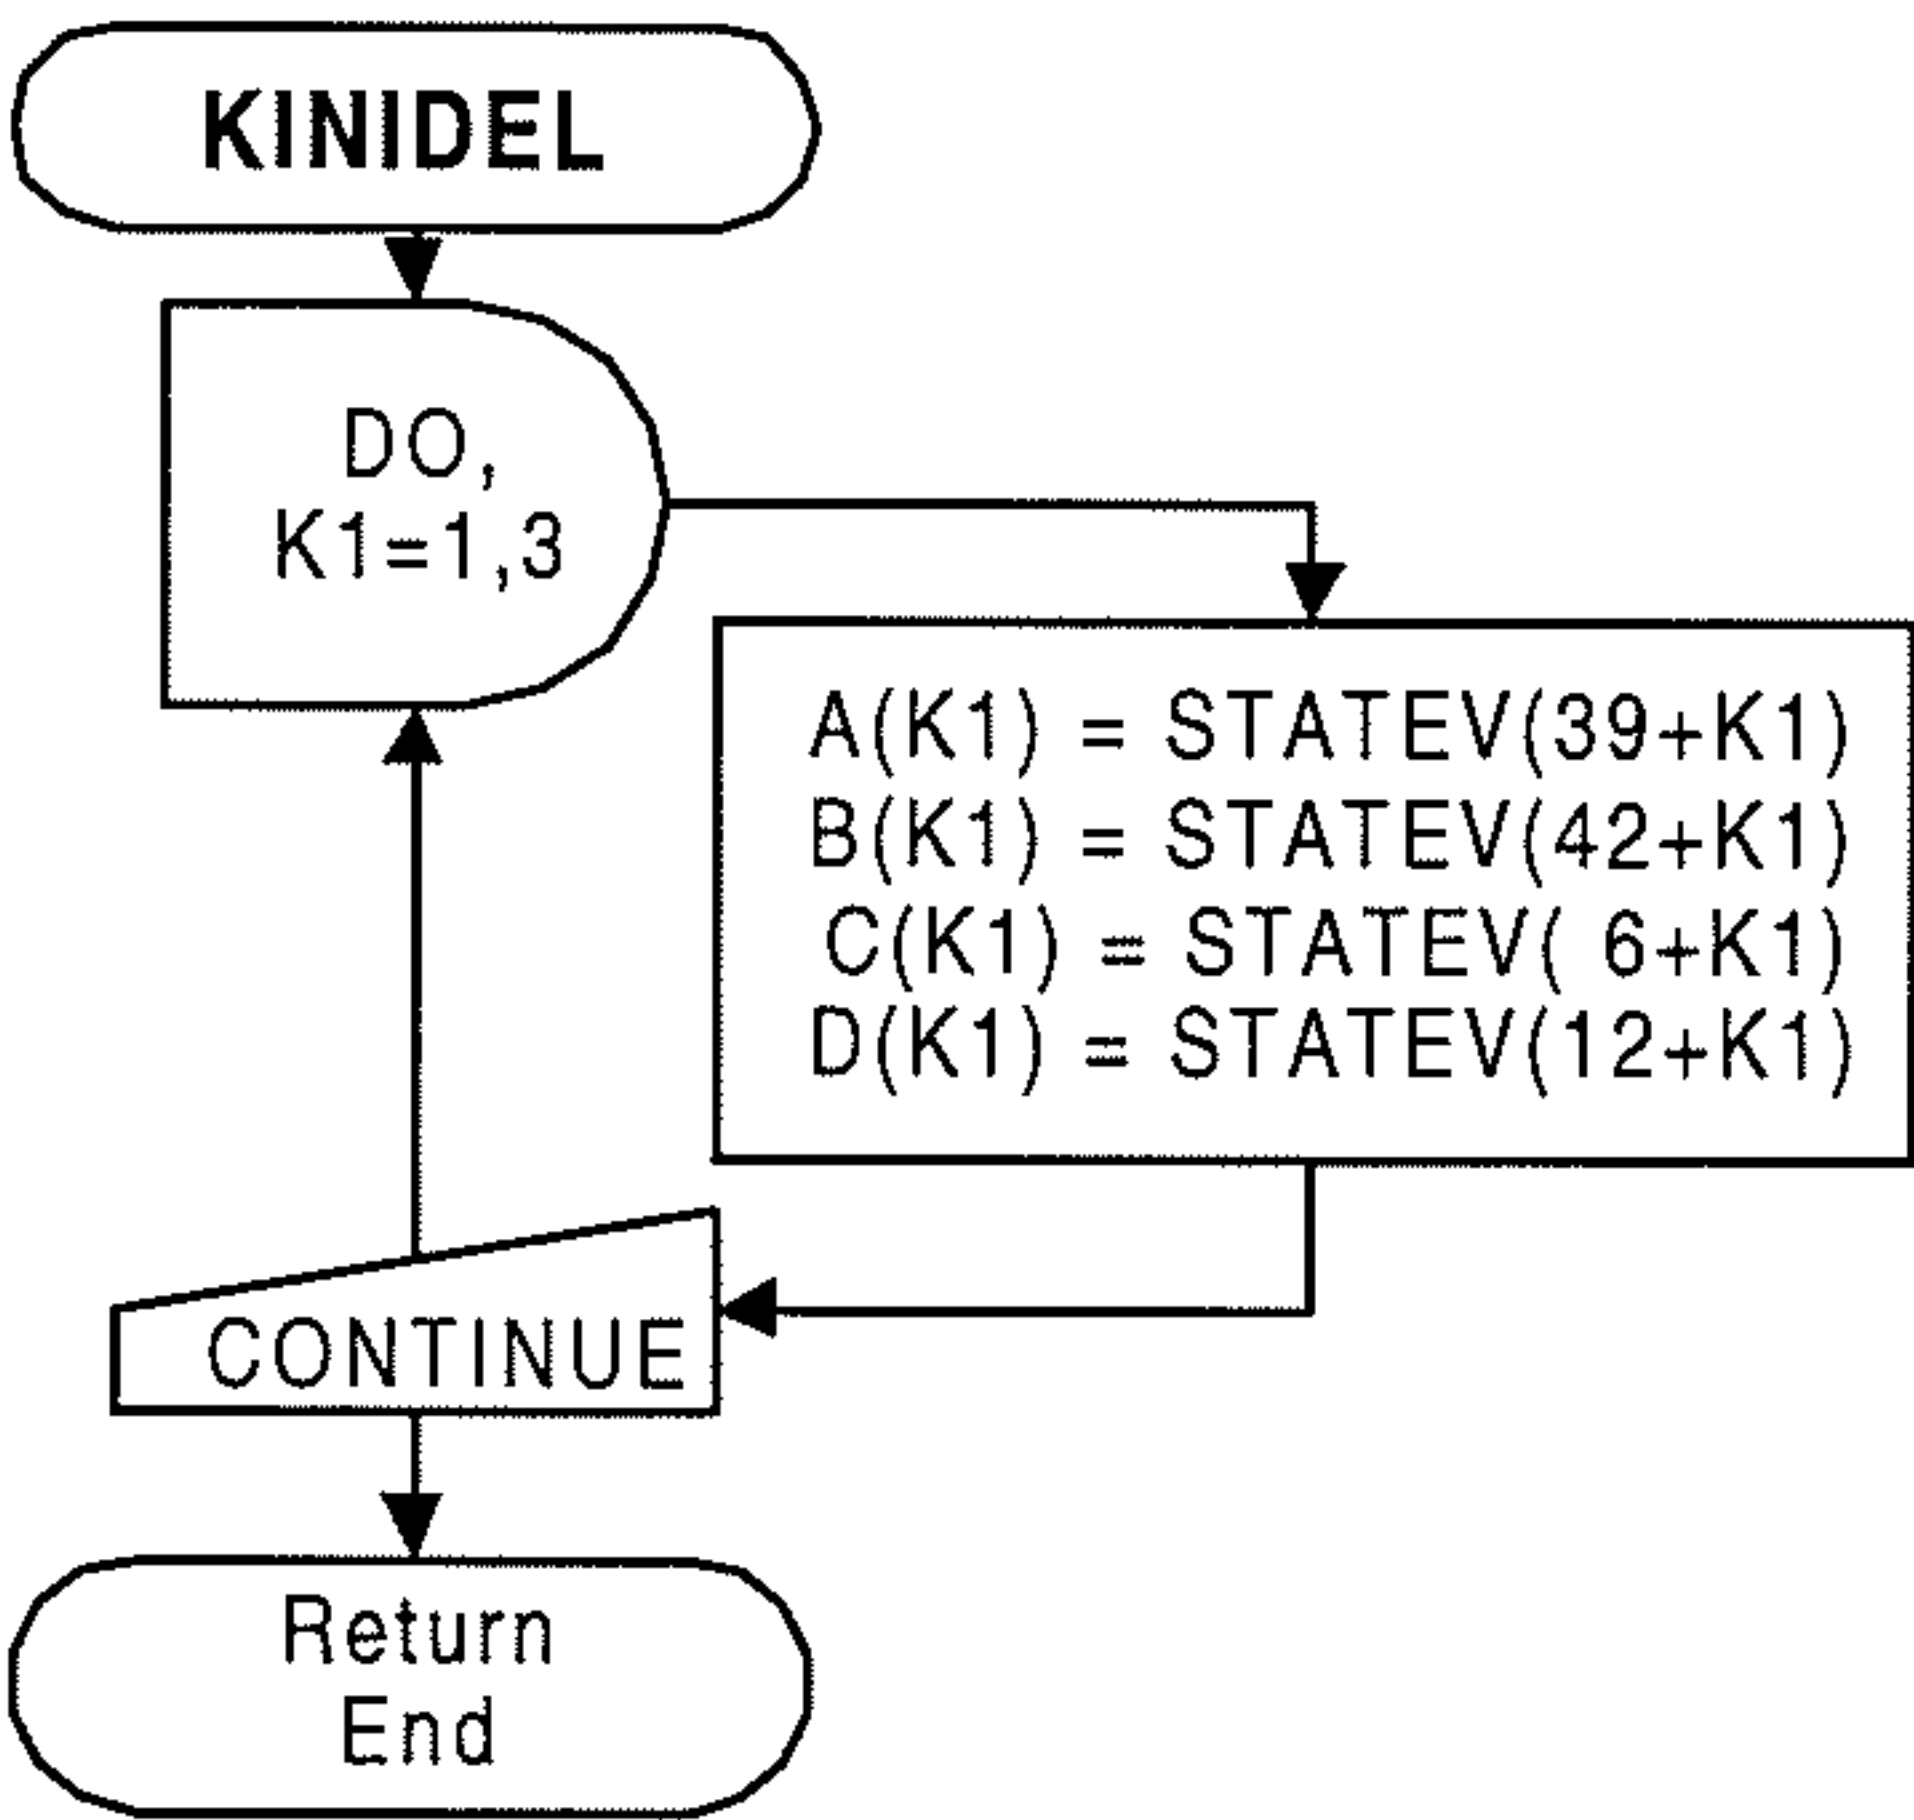 KINIDEL
DO,
K1=1,3
A(K1) = STATEV(39+K1)
B(K1) = STATEV(42+K1)
C(K1) = STATEV( 6+K1)
D(K1) = STATEV(12+K1)
CONTINUE
Return
End